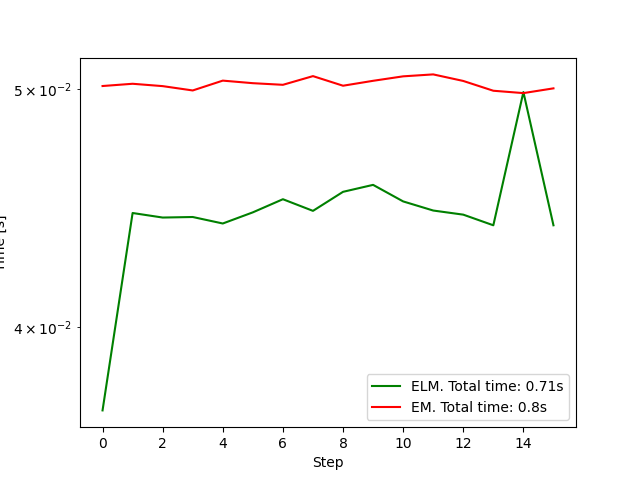 5 × 10⁻²
4 × 10⁻²
Time [s]
ELM. Total time: 0.71s
EM. Total time: 0.8s
0 2 4 6 8 10 12 14
Step